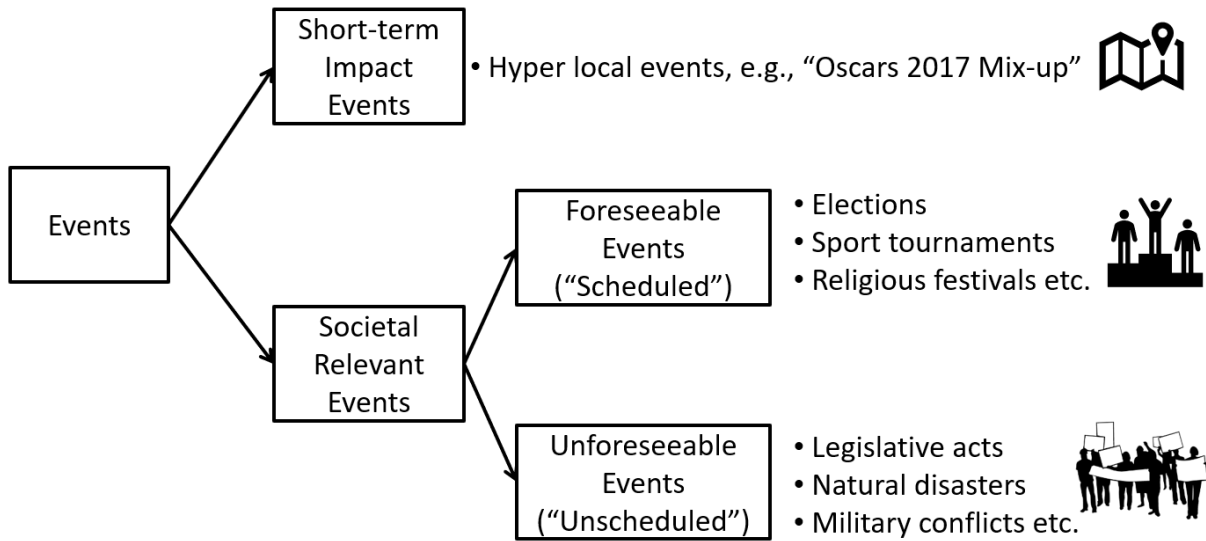 Short-term
Impact
Events
• Hyper local events, e.g., “Oscars 2017 Mix-up”
Events
Foreseeable
Events
(“Scheduled”)
• Elections
• Sport tournaments
• Religious festivals etc.
Societal
Relevant
Events
Unforeseeable
Events
(“Unscheduled”)
• Legislative acts
• Natural disasters
• Military conflicts etc.